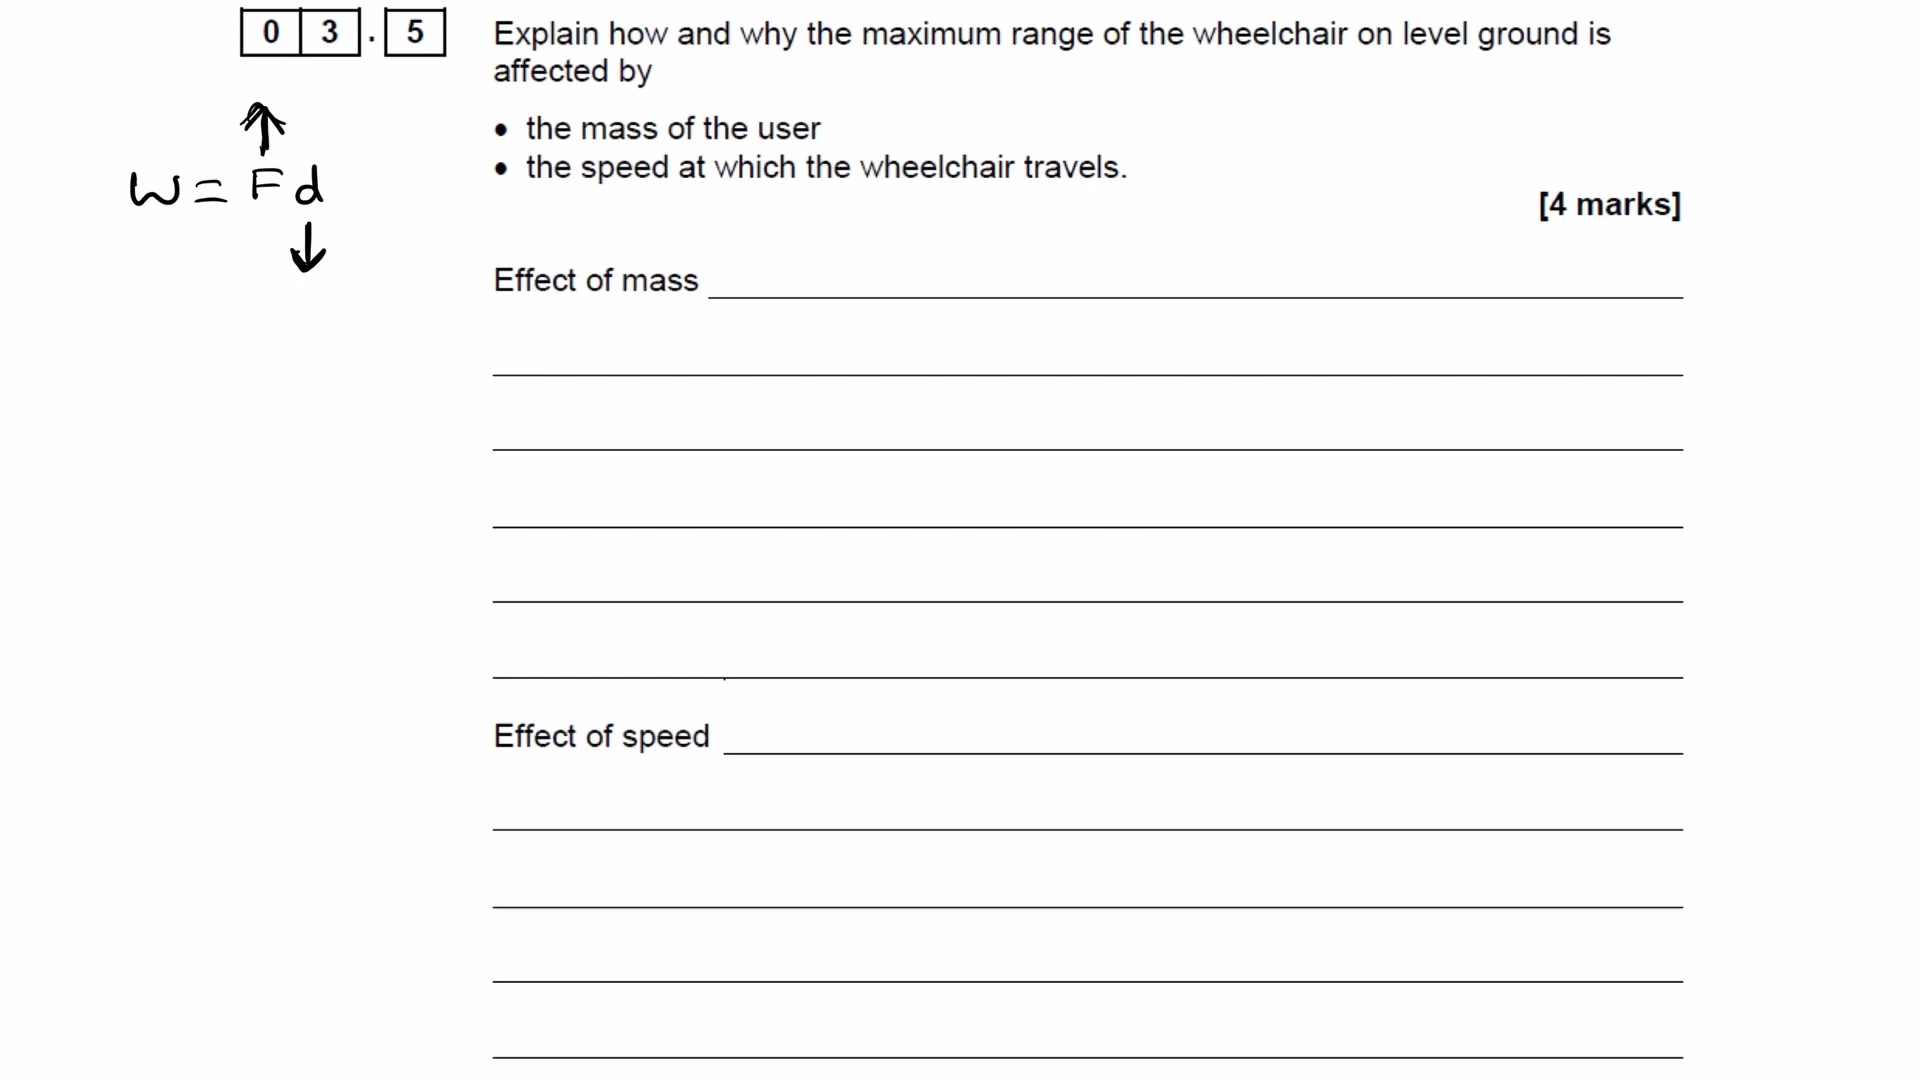 03.5 Explain how and why the maximum range of the wheelchair on level ground is
affected by
• the mass of the user
• the speed at which the wheelchair travels.
[4 marks]
W = Fd
Effect of mass
Effect of speed